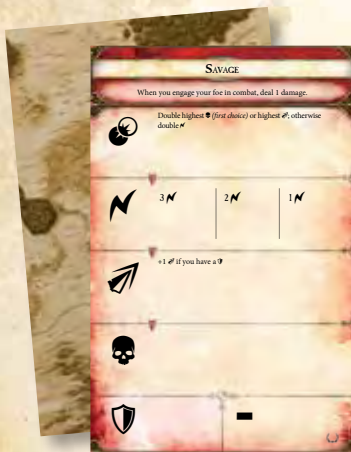 SAVAGE
When you engage your foe in combat, deal 1 damage.
Double highest (first choice) or highest ; otherwise
double
3
2
1
+1 if you have a